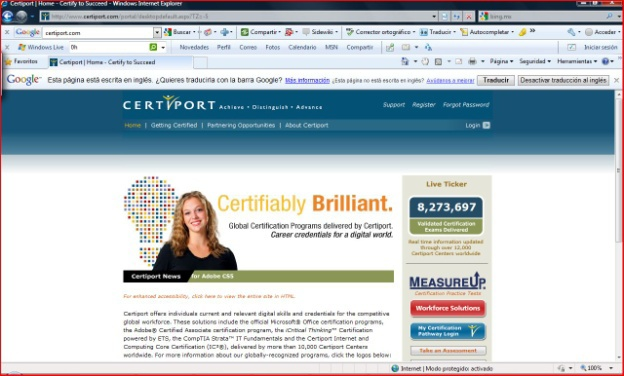 Certiport | Home - Certify to Succeed - Windows Internet Explorer
http://www.certiport.com/portal/desktopdefault.aspx?TZ=-5
bing.mx
Google certiport.com Buscar Sidewiki Corrector ortográfico Traducir Autocompletar
Windows Live 0h Novedades Perfil Correo Fotos Calendario MSN Compartir Iniciar sesión
Favoritos Certiport | Home - Certify to Succeed Página Seguridad Herramientas
Google Esta página está escrita en inglés. ¿Quieres traducirla con la barra Google? Más información ¿Esta página no está escrita en inglés? Ayúdanos a mejorar Traducir Desactivar traducción al inglés
CERTIPORT Achieve • Distinguish • Advance
Support Register Forgot Password
Home | Getting Certified | Partnering Opportunities | About Certiport Login
Certifiably Brilliant.
Global Certification Programs delivered by Certiport.
Career credentials for a digital world.
Certiport News for Adobe CS5
For enhanced accessibility, click here to view the entire site in HTML.
Certiport offers individuals current and relevant digital skills and credentials for the competitive
global workforce. These solutions include the official Microsoft® Office certification programs,
the Adobe® Certified Associate certification program, the iCritical Thinking™ Certification
powered by ETS, the CompTIA Strata™ IT Fundamentals and the Certiport Internet and
Computing Core Certification (IC³®), delivered by more than 10,000 Certiport Centers
worldwide. For more information about our globally-recognized programs, click the logos below:
Live Ticker
8,273,697
Validated Certification
Exams Delivered
Real time information updated
through over 12,000
Certiport Centers worldwide
MEASUREUP
Certification Practice Tests
Workforce Solutions
My Certification
Pathway Login
Take an Assessment
Internet | Modo protegido: activado 100%